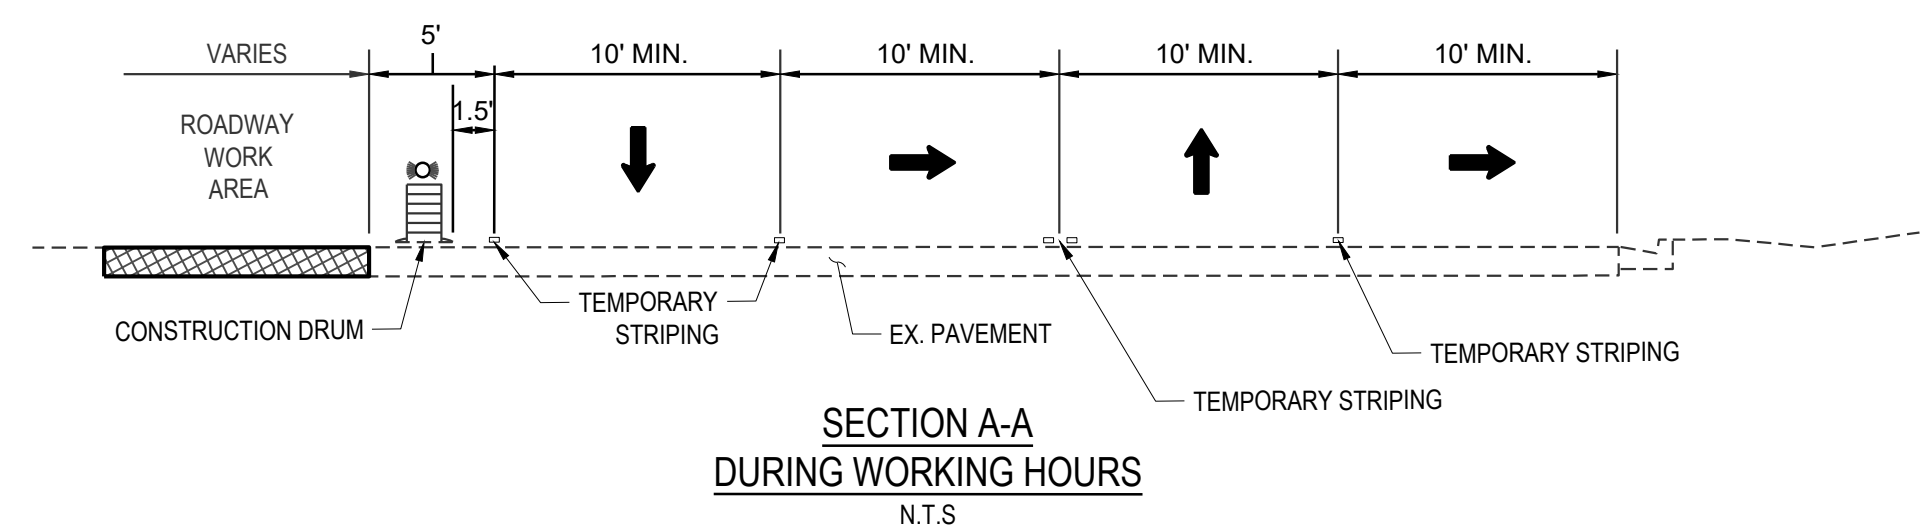 VARIES
5'
10' MIN.
10' MIN.
10' MIN.
10' MIN.
1.5'
ROADWAY
WORK
AREA
CONSTRUCTION DRUM
TEMPORARY
STRIPING
EX. PAVEMENT
TEMPORARY STRIPING
TEMPORARY STRIPING
SECTION A-A
DURING WORKING HOURS
N.T.S